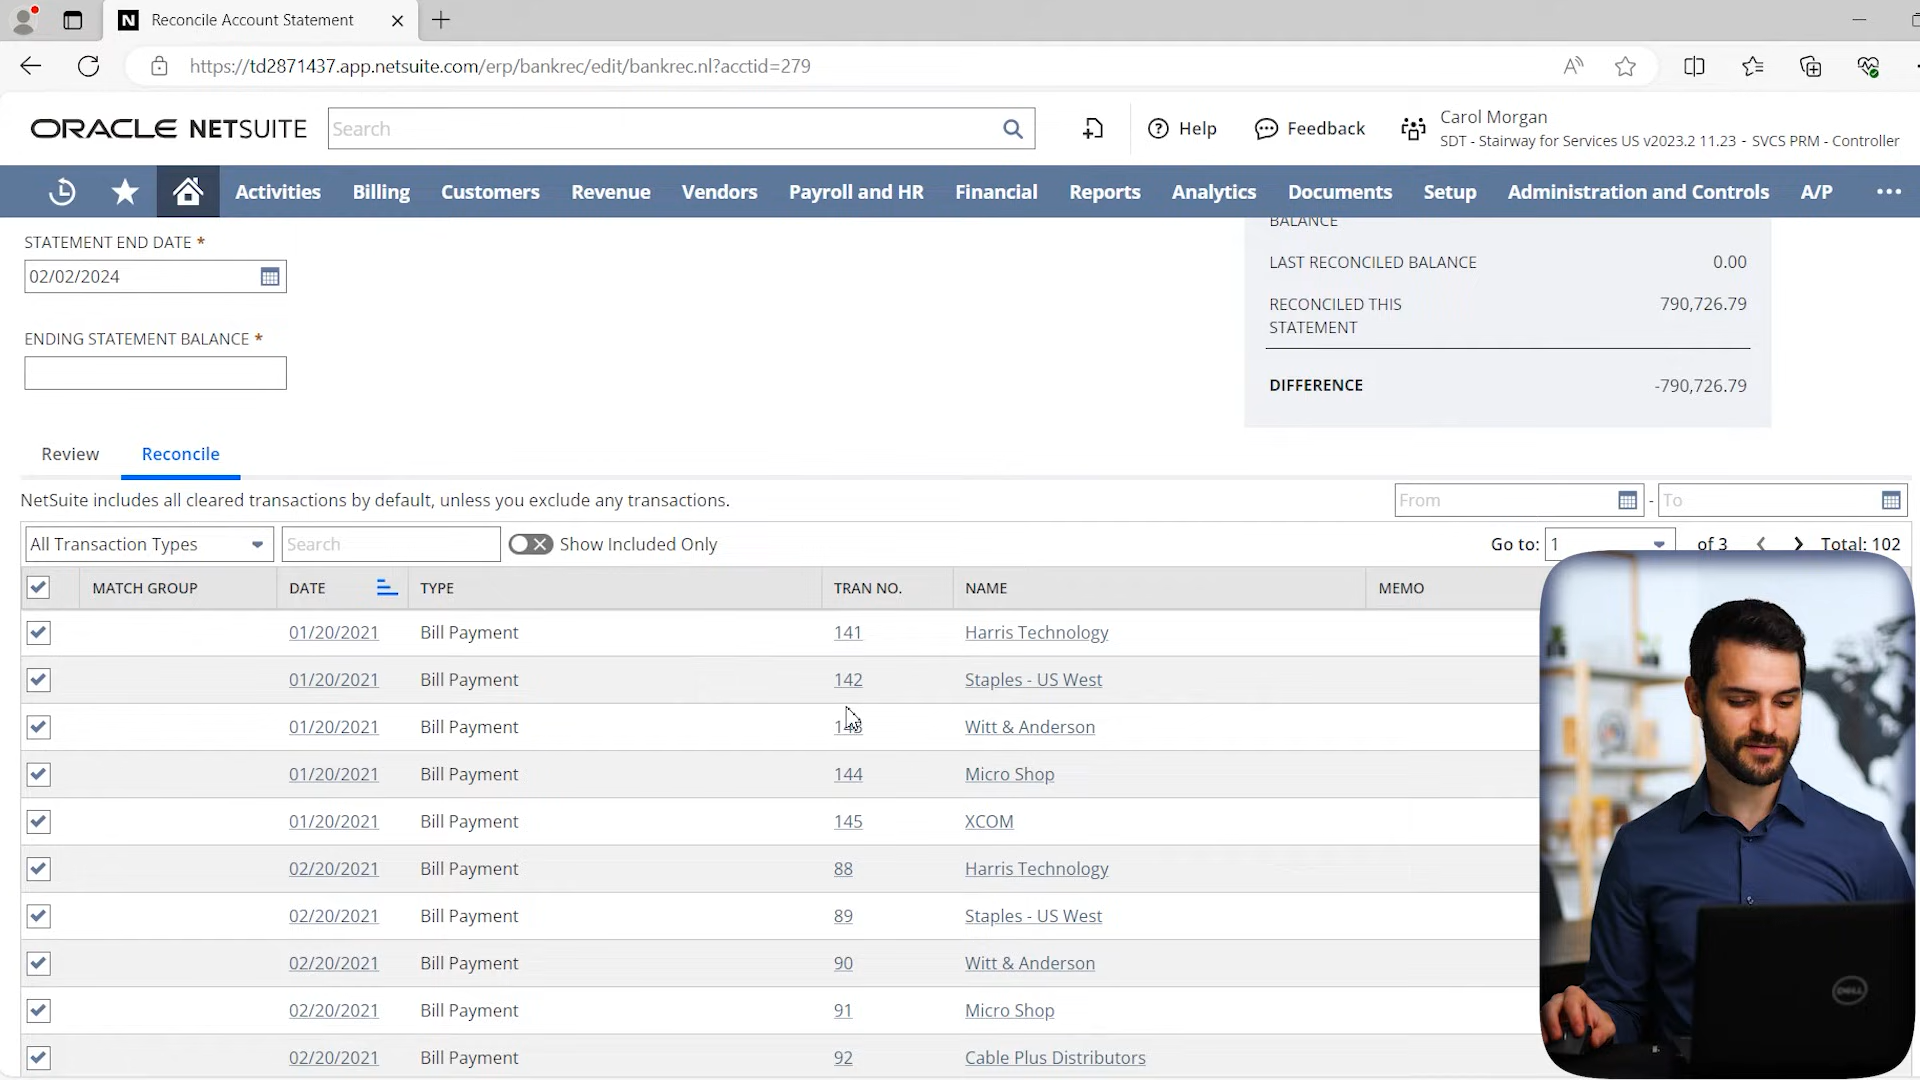 Reconcile Account Statement
https://td2871437.app.netsuite.com/erp/bankrec/edit/bankrec.nl?acctid=279
ORACLE NETSUITE
Search
Help
Feedback
Carol Morgan
SDT - Stairway for Services US v2023.2 11.23 - SVCS PRM - Controller
Activities Billing Customers Revenue Vendors Payroll and HR Financial Reports Analytics Documents Setup Administration and Controls A/P
STATEMENT END DATE *
02/02/2024
ENDING STATEMENT BALANCE *
BALANCE
LAST RECONCILED BALANCE 0.00
RECONCILED THIS STATEMENT 790,726.79
DIFFERENCE -790,726.79
Review Reconcile
NetSuite includes all cleared transactions by default, unless you exclude any transactions.
From - To
All Transaction Types Search Show Included Only Go to: 1 of 3 Total: 102
MATCH GROUP DATE TYPE TRAN NO. NAME MEMO
01/20/2021 Bill Payment 141 Harris Technology
01/20/2021 Bill Payment 142 Staples - US West
01/20/2021 Bill Payment 143 Witt & Anderson
01/20/2021 Bill Payment 144 Micro Shop
01/20/2021 Bill Payment 145 XCOM
02/20/2021 Bill Payment 88 Harris Technology
02/20/2021 Bill Payment 89 Staples - US West
02/20/2021 Bill Payment 90 Witt & Anderson
02/20/2021 Bill Payment 91 Micro Shop
02/20/2021 Bill Payment 92 Cable Plus Distributors
DELL